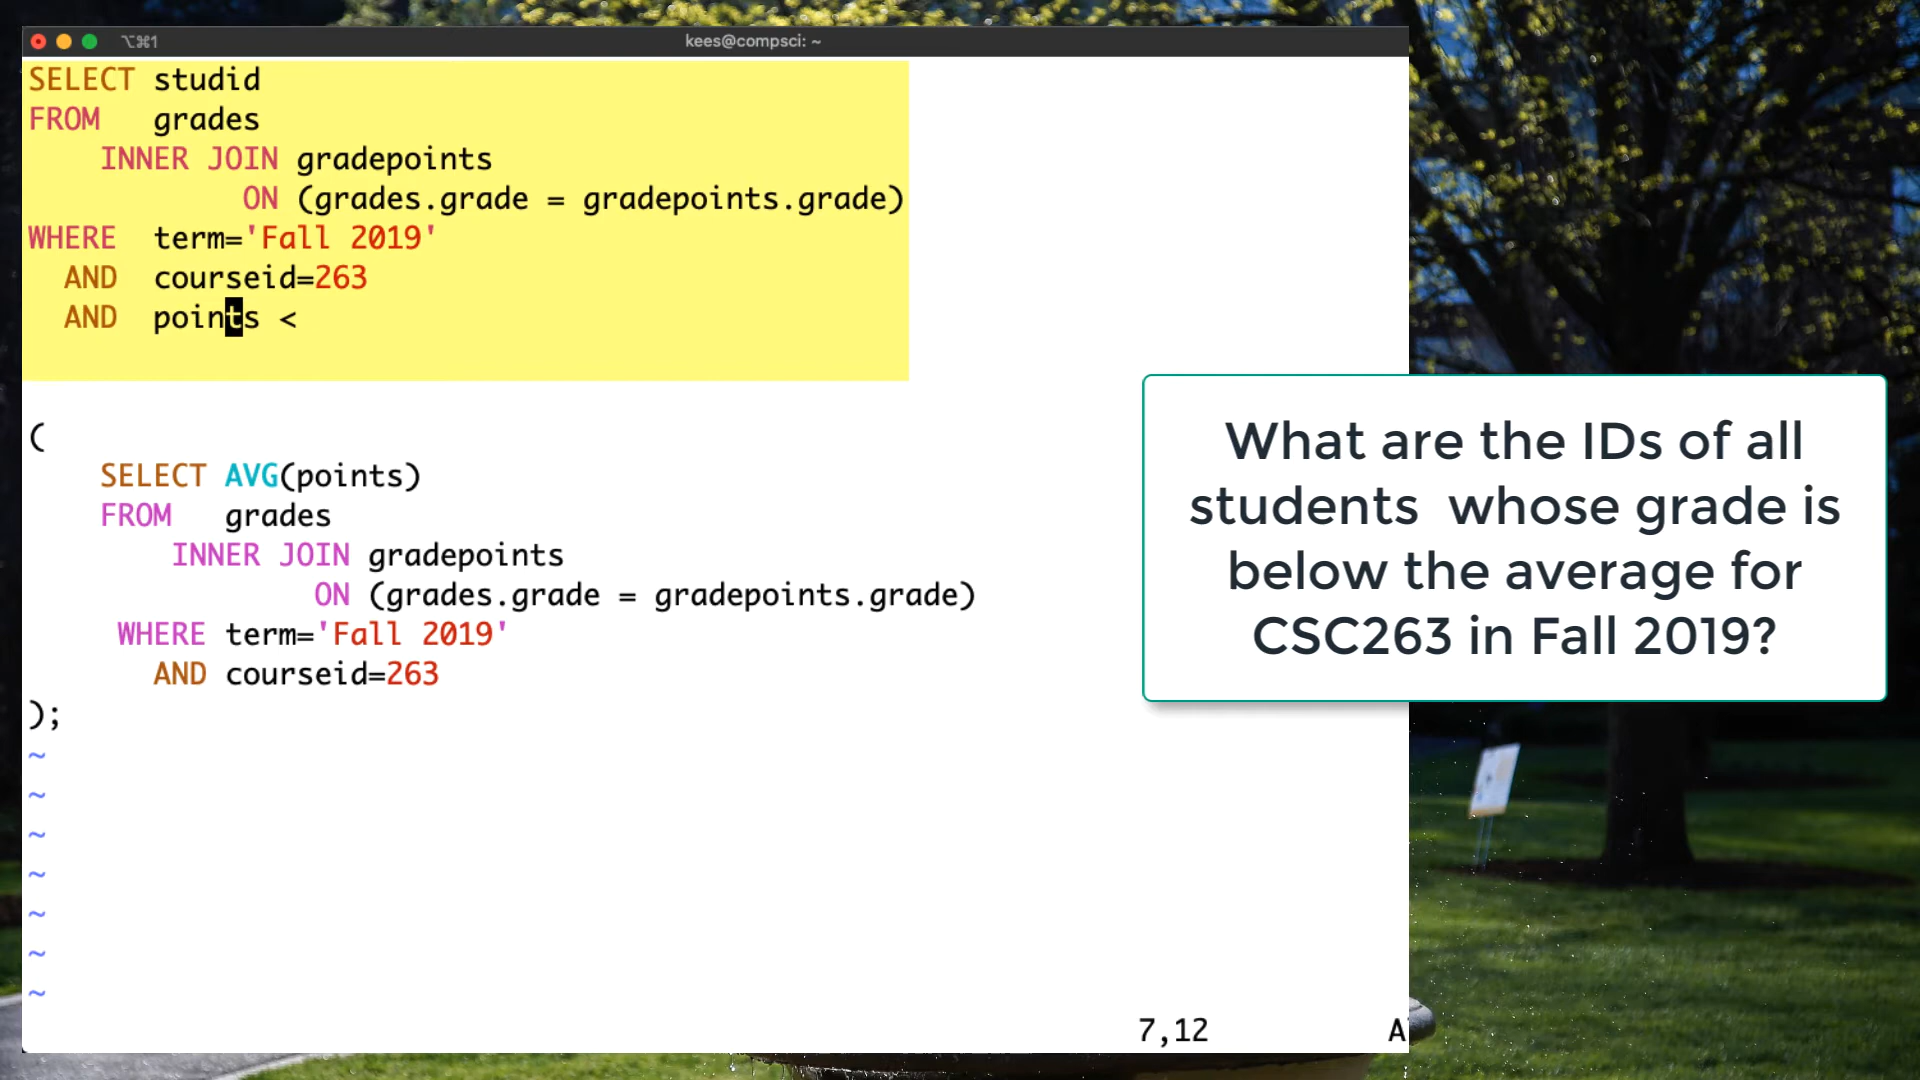 ⌥⌘1
kees@compsci: ~
SELECT studid
FROM   grades
    INNER JOIN gradepoints
            ON (grades.grade = gradepoints.grade)
WHERE  term='Fall 2019'
  AND  courseid=263
  AND  points <
(
    SELECT AVG(points)
    FROM   grades
        INNER JOIN gradepoints
                ON (grades.grade = gradepoints.grade)
     WHERE term='Fall 2019'
       AND courseid=263
);
~
~
~
~
~
~
~
7,12
A
What are the IDs of all
students  whose grade is
below the average for
CSC263 in Fall 2019?